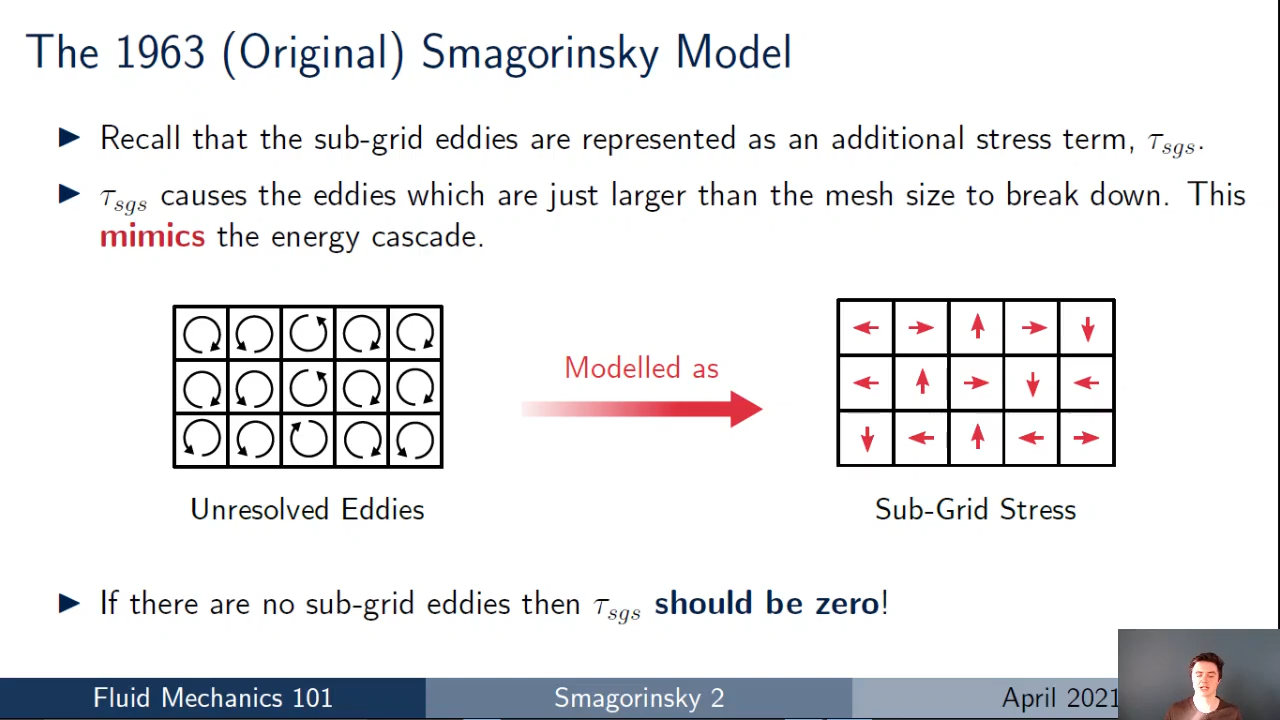 The 1963 (Original) Smagorinsky Model
▶ Recall that the sub-grid eddies are represented as an additional stress term, τsgs.
▶ τsgs causes the eddies which are just larger than the mesh size to break down. This
mimics the energy cascade.
Modelled as
Unresolved Eddies
Sub-Grid Stress
▶ If there are no sub-grid eddies then τsgs should be zero!
Fluid Mechanics 101
Smagorinsky 2
April 2021